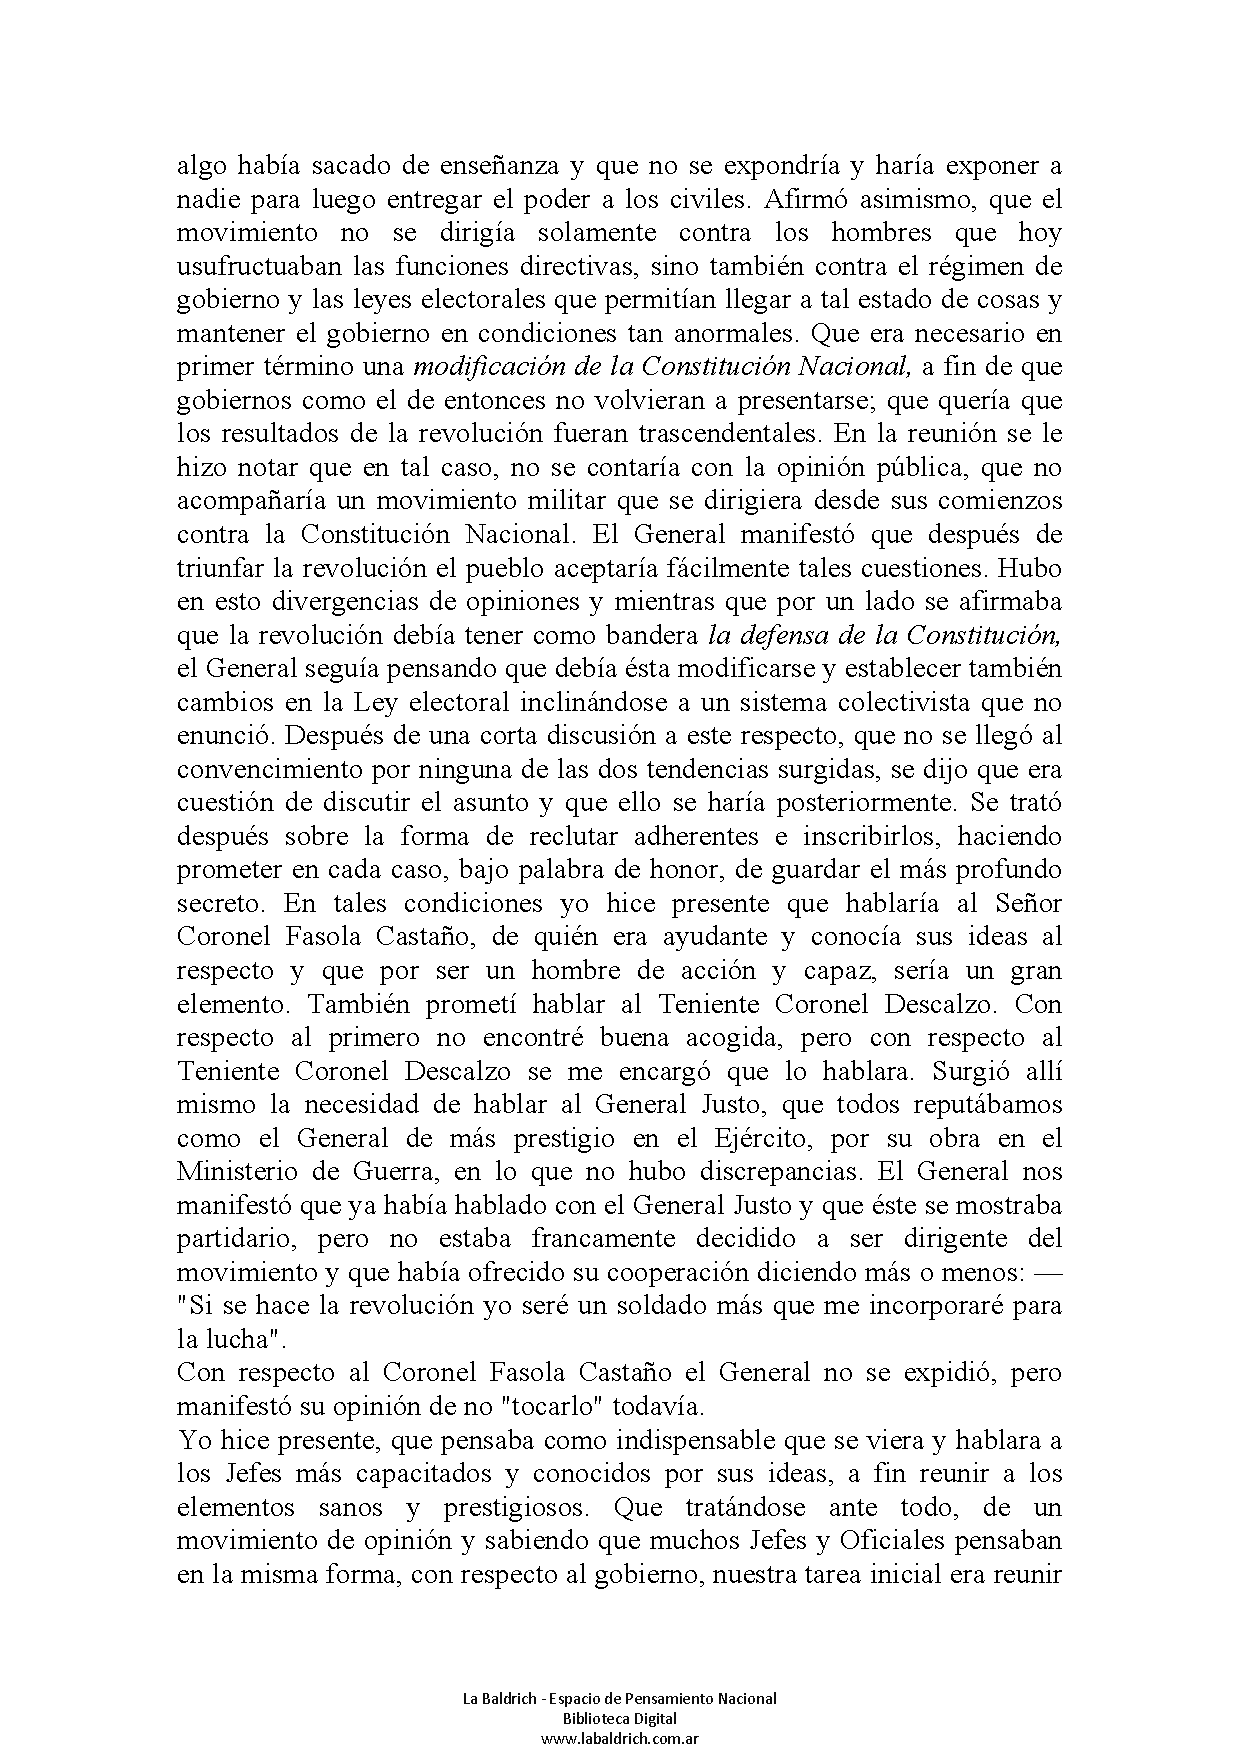 algo había sacado de enseñanza y que no se expondría y haría exponer a
nadie para luego entregar el poder a los civiles. Afirmó asimismo, que el
movimiento no se dirigía solamente contra los hombres que hoy
usufructuaban las funciones directivas, sino también contra el régimen de
gobierno y las leyes electorales que permitían llegar a tal estado de cosas y
mantener el gobierno en condiciones tan anormales. Que era necesario en
primer término una modificación de la Constitución Nacional, a fin de que
gobiernos como el de entonces no volvieran a presentarse; que quería que
los resultados de la revolución fueran trascendentales. En la reunión se le
hizo notar que en tal caso, no se contaría con la opinión pública, que no
acompañaría un movimiento militar que se dirigiera desde sus comienzos
contra la Constitución Nacional. El General manifestó que después de
triunfar la revolución el pueblo aceptaría fácilmente tales cuestiones. Hubo
en esto divergencias de opiniones y mientras que por un lado se afirmaba
que la revolución debía tener como bandera la defensa de la Constitución,
el General seguía pensando que debía ésta modificarse y establecer también
cambios en la Ley electoral inclinándose a un sistema colectivista que no
enunció. Después de una corta discusión a este respecto, que no se llegó al
convencimiento por ninguna de las dos tendencias surgidas, se dijo que era
cuestión de discutir el asunto y que ello se haría posteriormente. Se trató
después sobre la forma de reclutar adherentes e inscribirlos, haciendo
prometer en cada caso, bajo palabra de honor, de guardar el más profundo
secreto. En tales condiciones yo hice presente que hablaría al Señor
Coronel Fasola Castaño, de quién era ayudante y conocía sus ideas al
respecto y que por ser un hombre de acción y capaz, sería un gran
elemento. También prometí hablar al Teniente Coronel Descalzo. Con
respecto al primero no encontré buena acogida, pero con respecto al
Teniente Coronel Descalzo se me encargó que lo hablara. Surgió allí
mismo la necesidad de hablar al General Justo, que todos reputábamos
como el General de más prestigio en el Ejército, por su obra en el
Ministerio de Guerra, en lo que no hubo discrepancias. El General nos
manifestó que ya había hablado con el General Justo y que éste se mostraba
partidario, pero no estaba francamente decidido a ser dirigente del
movimiento y que había ofrecido su cooperación diciendo más o menos: —
"Si se hace la revolución yo seré un soldado más que me incorporaré para
la lucha".
Con respecto al Coronel Fasola Castaño el General no se expidió, pero
manifestó su opinión de no "tocarlo" todavía.
Yo hice presente, que pensaba como indispensable que se viera y hablara a
los Jefes más capacitados y conocidos por sus ideas, a fin reunir a los
elementos sanos y prestigiosos. Que tratándose ante todo, de un
movimiento de opinión y sabiendo que muchos Jefes y Oficiales pensaban
en la misma forma, con respecto al gobierno, nuestra tarea inicial era reunir
La Baldrich - Espacio de Pensamiento Nacional
Biblioteca Digital
www.labaldrich.com.ar